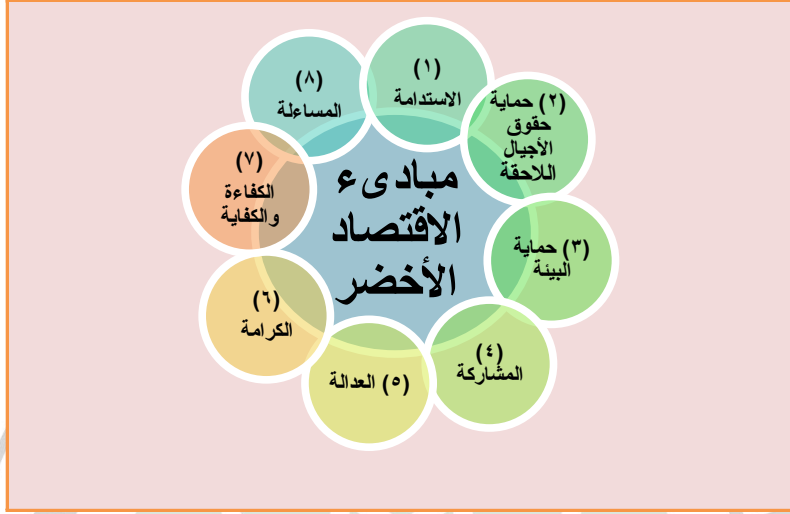 مبادىء
الاقتصاد
الأخضر
(١)
الاستدامة
(٢) حماية
حقوق
الأجيال
اللاحقة
(٣) حماية
البيئة
(٤)
المشاركة
(٥) العدالة
(٦)
الكرامة
(٧)
الكفاءة
والكفاية
(٨)
المساءلة